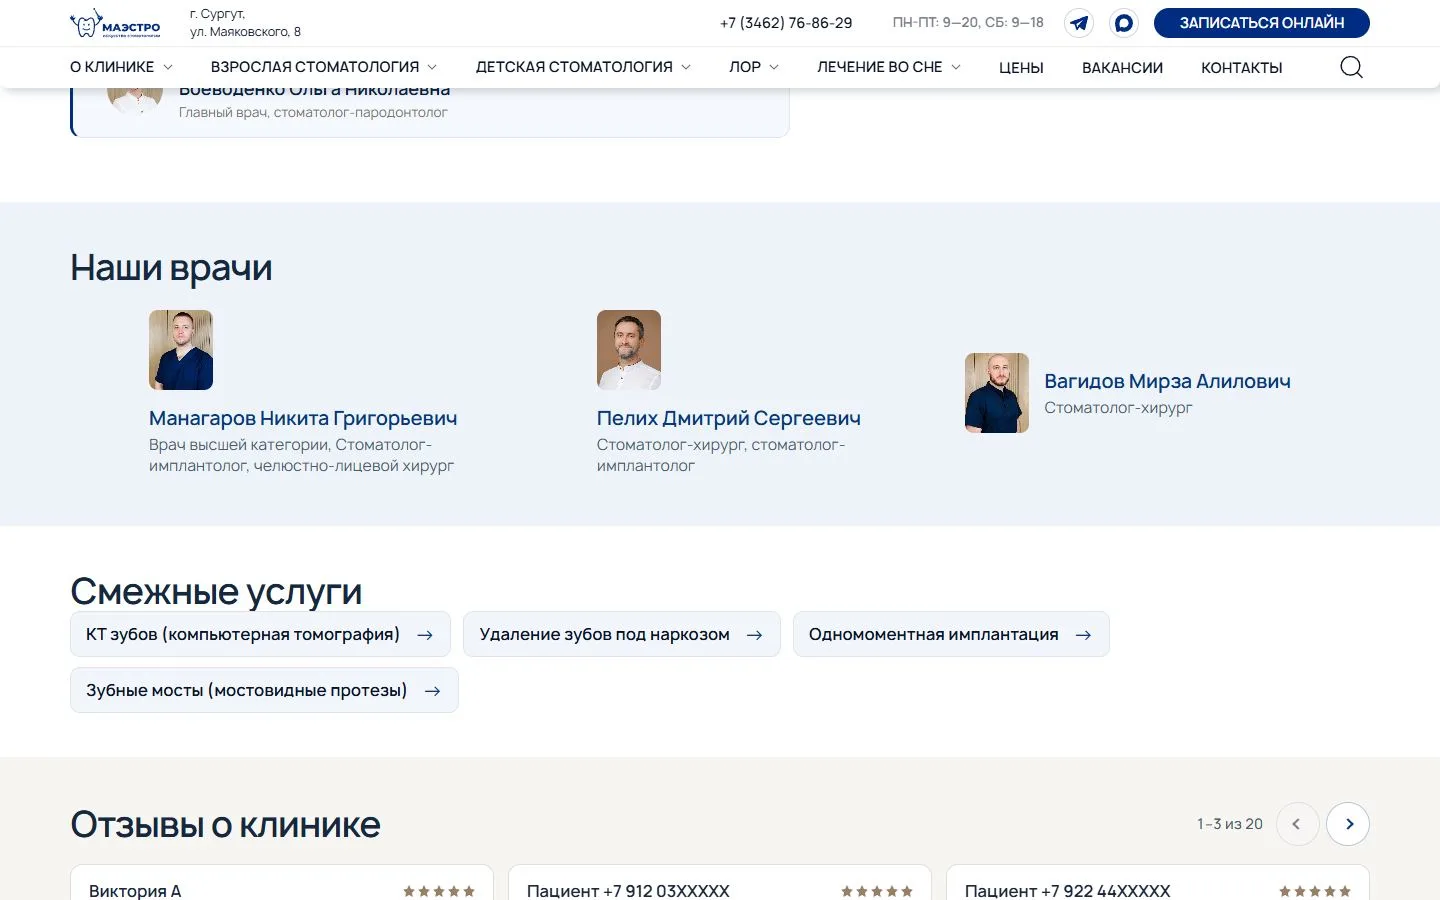 МАЭСТРО
г. Сургут,
ул. Маяковского, 8
+7 (3462) 76-86-29
ПН-ПТ: 9—20, СБ: 9—18
ЗАПИСАТЬСЯ ОНЛАЙН
О КЛИНИКЕ
ВЗРОСЛАЯ СТОМАТОЛОГИЯ
ДЕТСКАЯ СТОМАТОЛОГИЯ
ЛОР
ЛЕЧЕНИЕ ВО СНЕ
ЦЕНЫ
ВАКАНСИИ
КОНТАКТЫ
Воеводенко Ольга Николаевна
Главный врач, стоматолог-пародонтолог
Наши врачи
Манагаров Никита Григорьевич
Врач высшей категории, Стоматолог-
имплантолог, челюстно-лицевой хирург
Пелих Дмитрий Сергеевич
Стоматолог-хирург, стоматолог-
имплантолог
Вагидов Мирза Алилович
Стоматолог-хирург
Смежные услуги
КТ зубов (компьютерная томография)
Удаление зубов под наркозом
Одномоментная имплантация
Зубные мосты (мостовидные протезы)
Отзывы о клинике
1–3 из 20
Виктория А
Пациент +7 912 03XXXXX
Пациент +7 922 44XXXXX